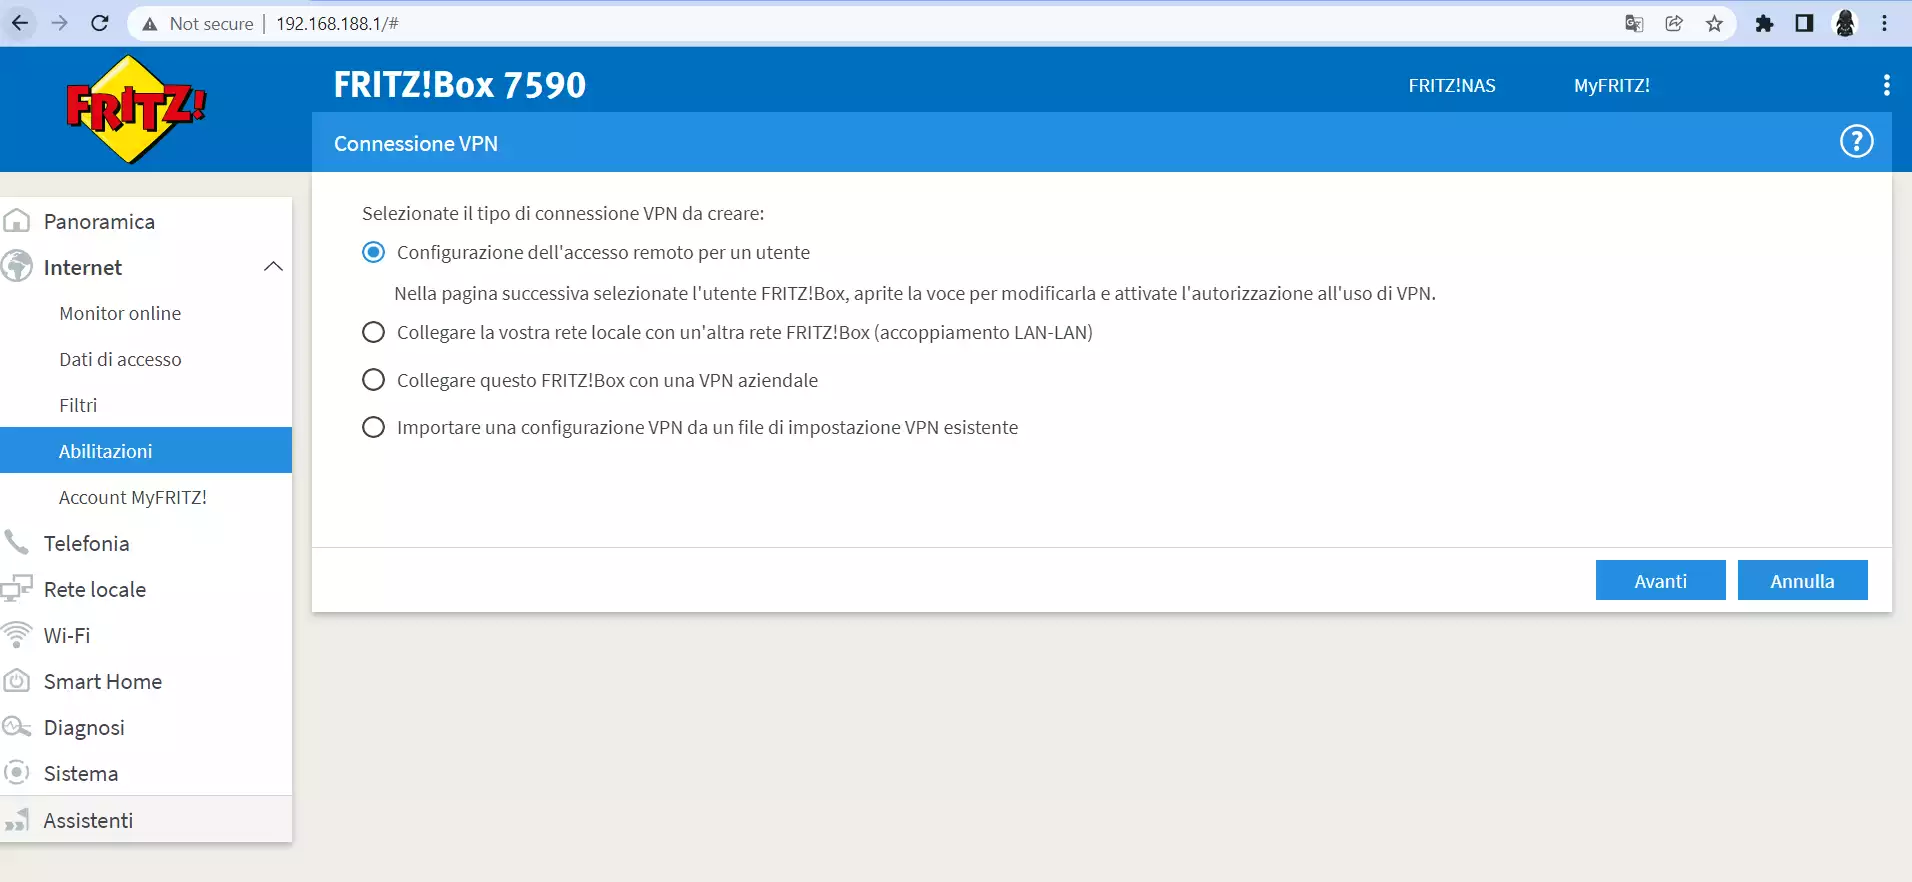 Not secure | 192.168.188.1/#
FRITZ!
FRITZ!Box 7590
FRITZ!NAS
MyFRITZ!
Connessione VPN
?
Panoramica
Internet
Monitor online
Dati di accesso
Filtri
Abilitazioni
Account MyFRITZ!
Telefonia
Rete locale
Wi-Fi
Smart Home
Diagnosi
Sistema
Assistenti
Selezionate il tipo di connessione VPN da creare:
Configurazione dell'accesso remoto per un utente
Nella pagina successiva selezionate l'utente FRITZ!Box, aprite la voce per modificarla e attivate l'autorizzazione all'uso di VPN.
Collegare la vostra rete locale con un'altra rete FRITZ!Box (accoppiamento LAN-LAN)
Collegare questo FRITZ!Box con una VPN aziendale
Importare una configurazione VPN da un file di impostazione VPN esistente
Avanti
Annulla